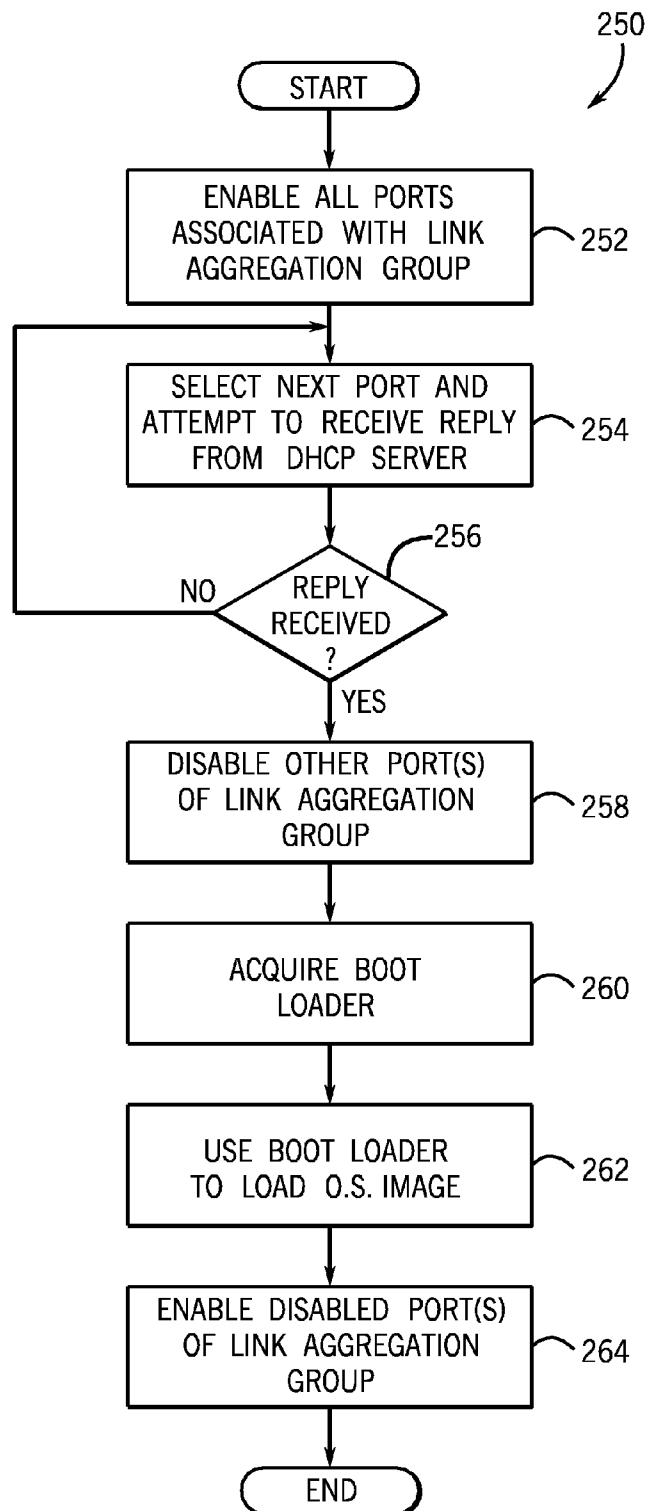 250
START
ENABLE ALL PORTS
ASSOCIATED WITH LINK
AGGREGATION GROUP
252
SELECT NEXT PORT AND
ATTEMPT TO RECEIVE REPLY
FROM DHCP SERVER
254
256
NO
REPLY
RECEIVED
?
YES
DISABLE OTHER PORT(S)
OF LINK AGGREGATION
GROUP
258
ACQUIRE BOOT
LOADER
260
USE BOOT LOADER
TO LOAD O.S. IMAGE
262
ENABLE DISABLED PORT(S)
OF LINK AGGREGATION
GROUP
264
END